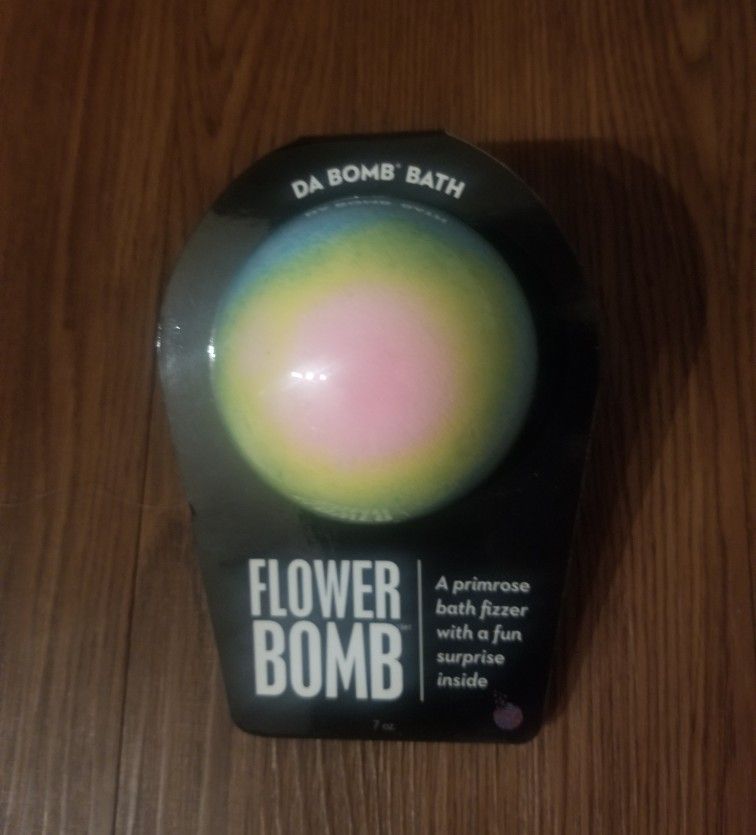 DA BOMB® BATH
FLOWER
BOMB
A primrose
bath fizzer
with a fun
surprise
inside
7 oz